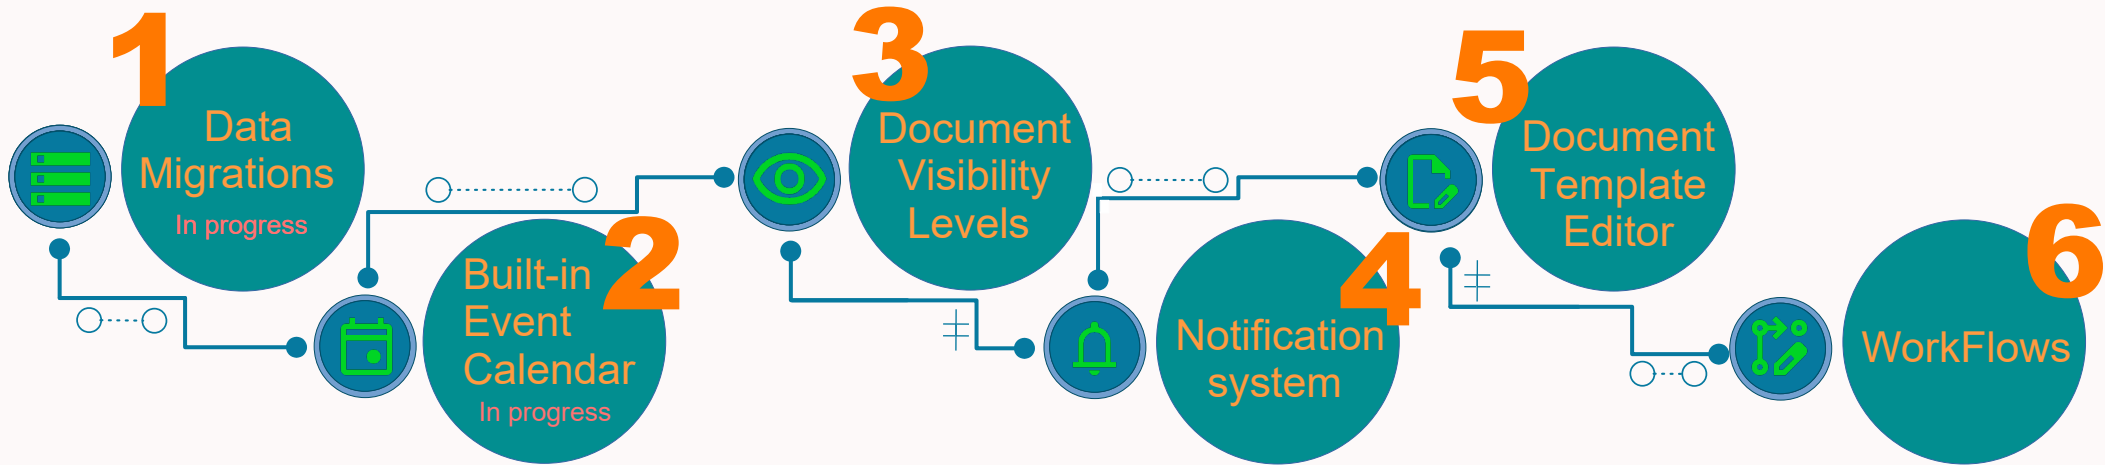 1
Data
Migrations
In progress
2
Built-in
Event
Calendar
In progress
3
Document
Visibility
Levels
4
Notification
system
5
Document
Template
Editor
6
WorkFlows